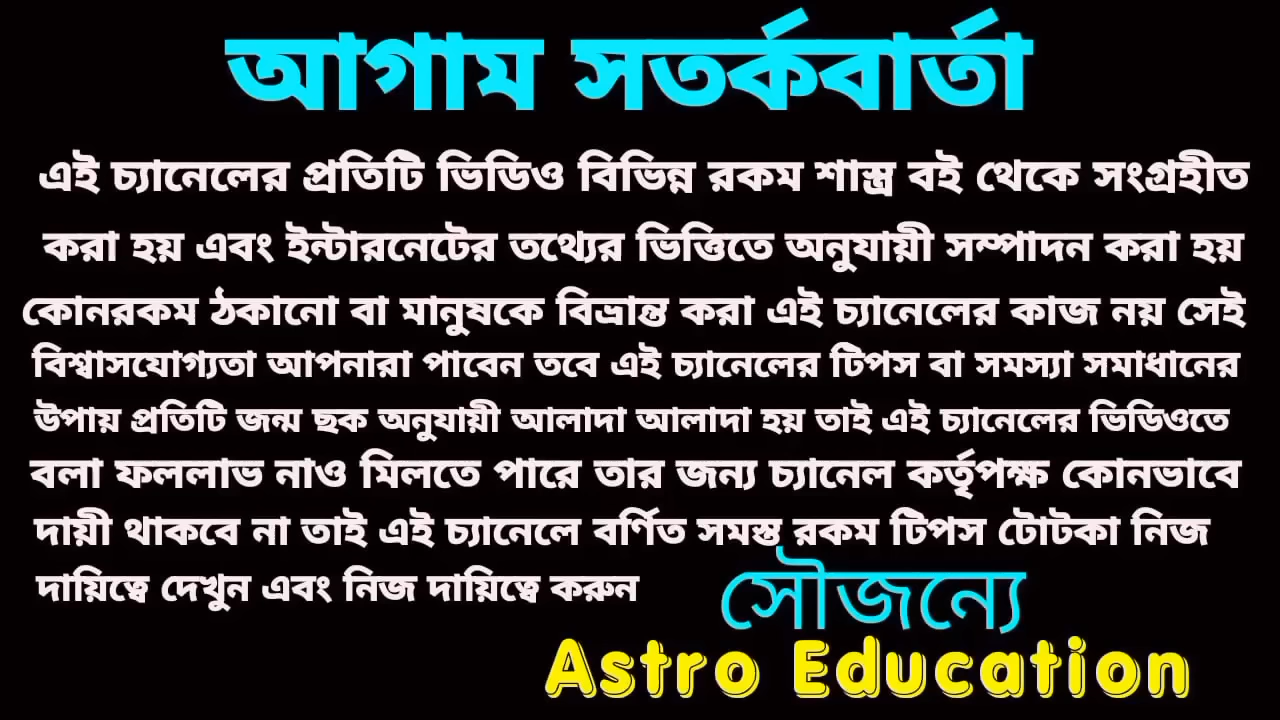 আগাম সতর্কবার্তা
এই চ্যানেলের প্রতিটি ভিডিও বিভিন্ন রকম শাস্ত্র বই থেকে সংগ্রহীত
করা হয় এবং ইন্টারনেটের তথ্যের ভিত্তিতে অনুযায়ী সম্পাদন করা হয়
কোনরকম ঠকানো বা মানুষকে বিভ্রান্ত করা এই চ্যানেলের কাজ নয় সেই
বিশ্বাসযোগ্যতা আপনারা পাবেন তবে এই চ্যানেলের টিপস বা সমস্যা সমাধানের
উপায় প্রতিটি জন্ম ছক অনুযায়ী আলাদা আলাদা হয় তাই এই চ্যানেলের ভিডিওতে
বলা ফললাভ নাও মিলতে পারে তার জন্য চ্যানেল কর্তৃপক্ষ কোনভাবে
দায়ী থাকবে না তাই এই চ্যানেলে বর্ণিত সমস্ত রকম টিপস টোটকা নিজ
দায়িত্বে দেখুন এবং নিজ দায়িত্বে করুন
সৌজন্যে
Astro Education